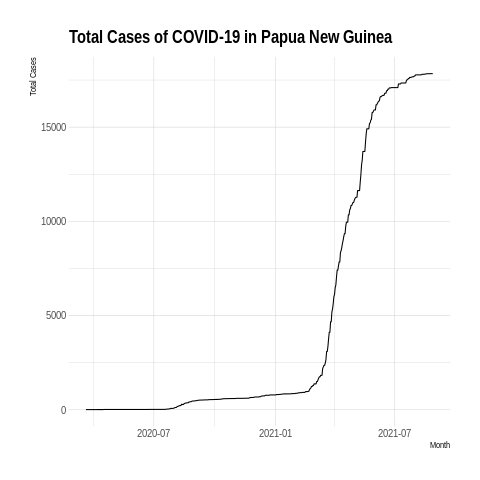 Total Cases of COVID-19 in Papua New Guinea
Total Cases
15000
10000
5000
0
2020-07 2021-01 2021-07
Month